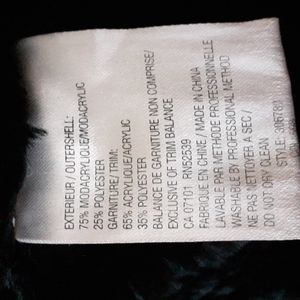 EXTERIEUR / OUTERSHELL:
75% MODACRYLIQUE/MODACRYLIC
25% POLYESTER
GARNITURE/TRIM:
65% ACRYLIQUE/ACRYLIC
35% POLYESTER
BALANCE DE GARNITURE NON COMPRISE/
EXCLUSIVE OF TRIM BALANCE
CA 07101 RN52539
FABRIQUE EN CHINE / MADE IN CHINA
LAVABLE PAR METHODE PROFESSIONNELLE
WASHABLE BY PROFESSIONAL METHOD
NE PAS NETTOYER A SEC /
DO NOT DRY CLEAN
STYLE: